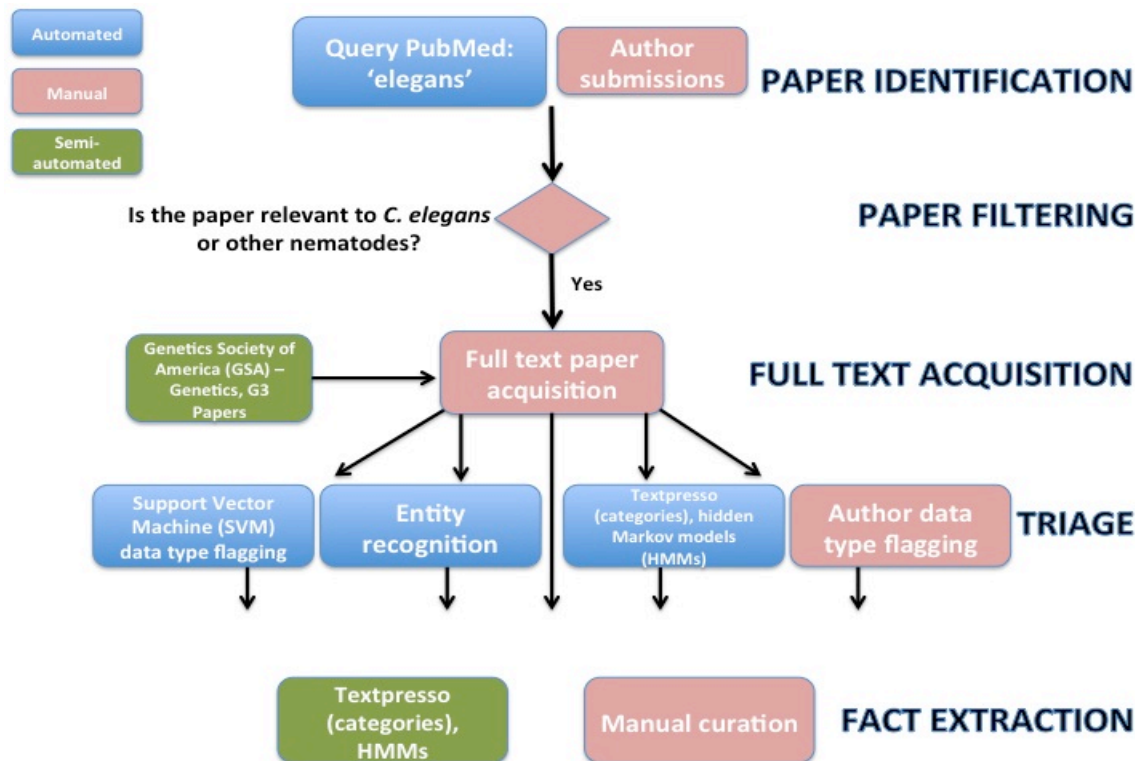 Automated
Manual
Semi-
automated
Query PubMed:
‘elegans’
Author
submissions
PAPER IDENTIFICATION
Is the paper relevant to C. elegans
or other nematodes?
PAPER FILTERING
Yes
Genetics Society of
America (GSA) –
Genetics, G3
Papers
Full text paper
acquisition
FULL TEXT ACQUISITION
Support Vector
Machine (SVM)
data type flagging
Entity
recognition
Textpresso
(categories), hidden
Markov models
(HMMs)
Author data
type flagging
TRIAGE
Textpresso
(categories),
HMMs
Manual curation
FACT EXTRACTION